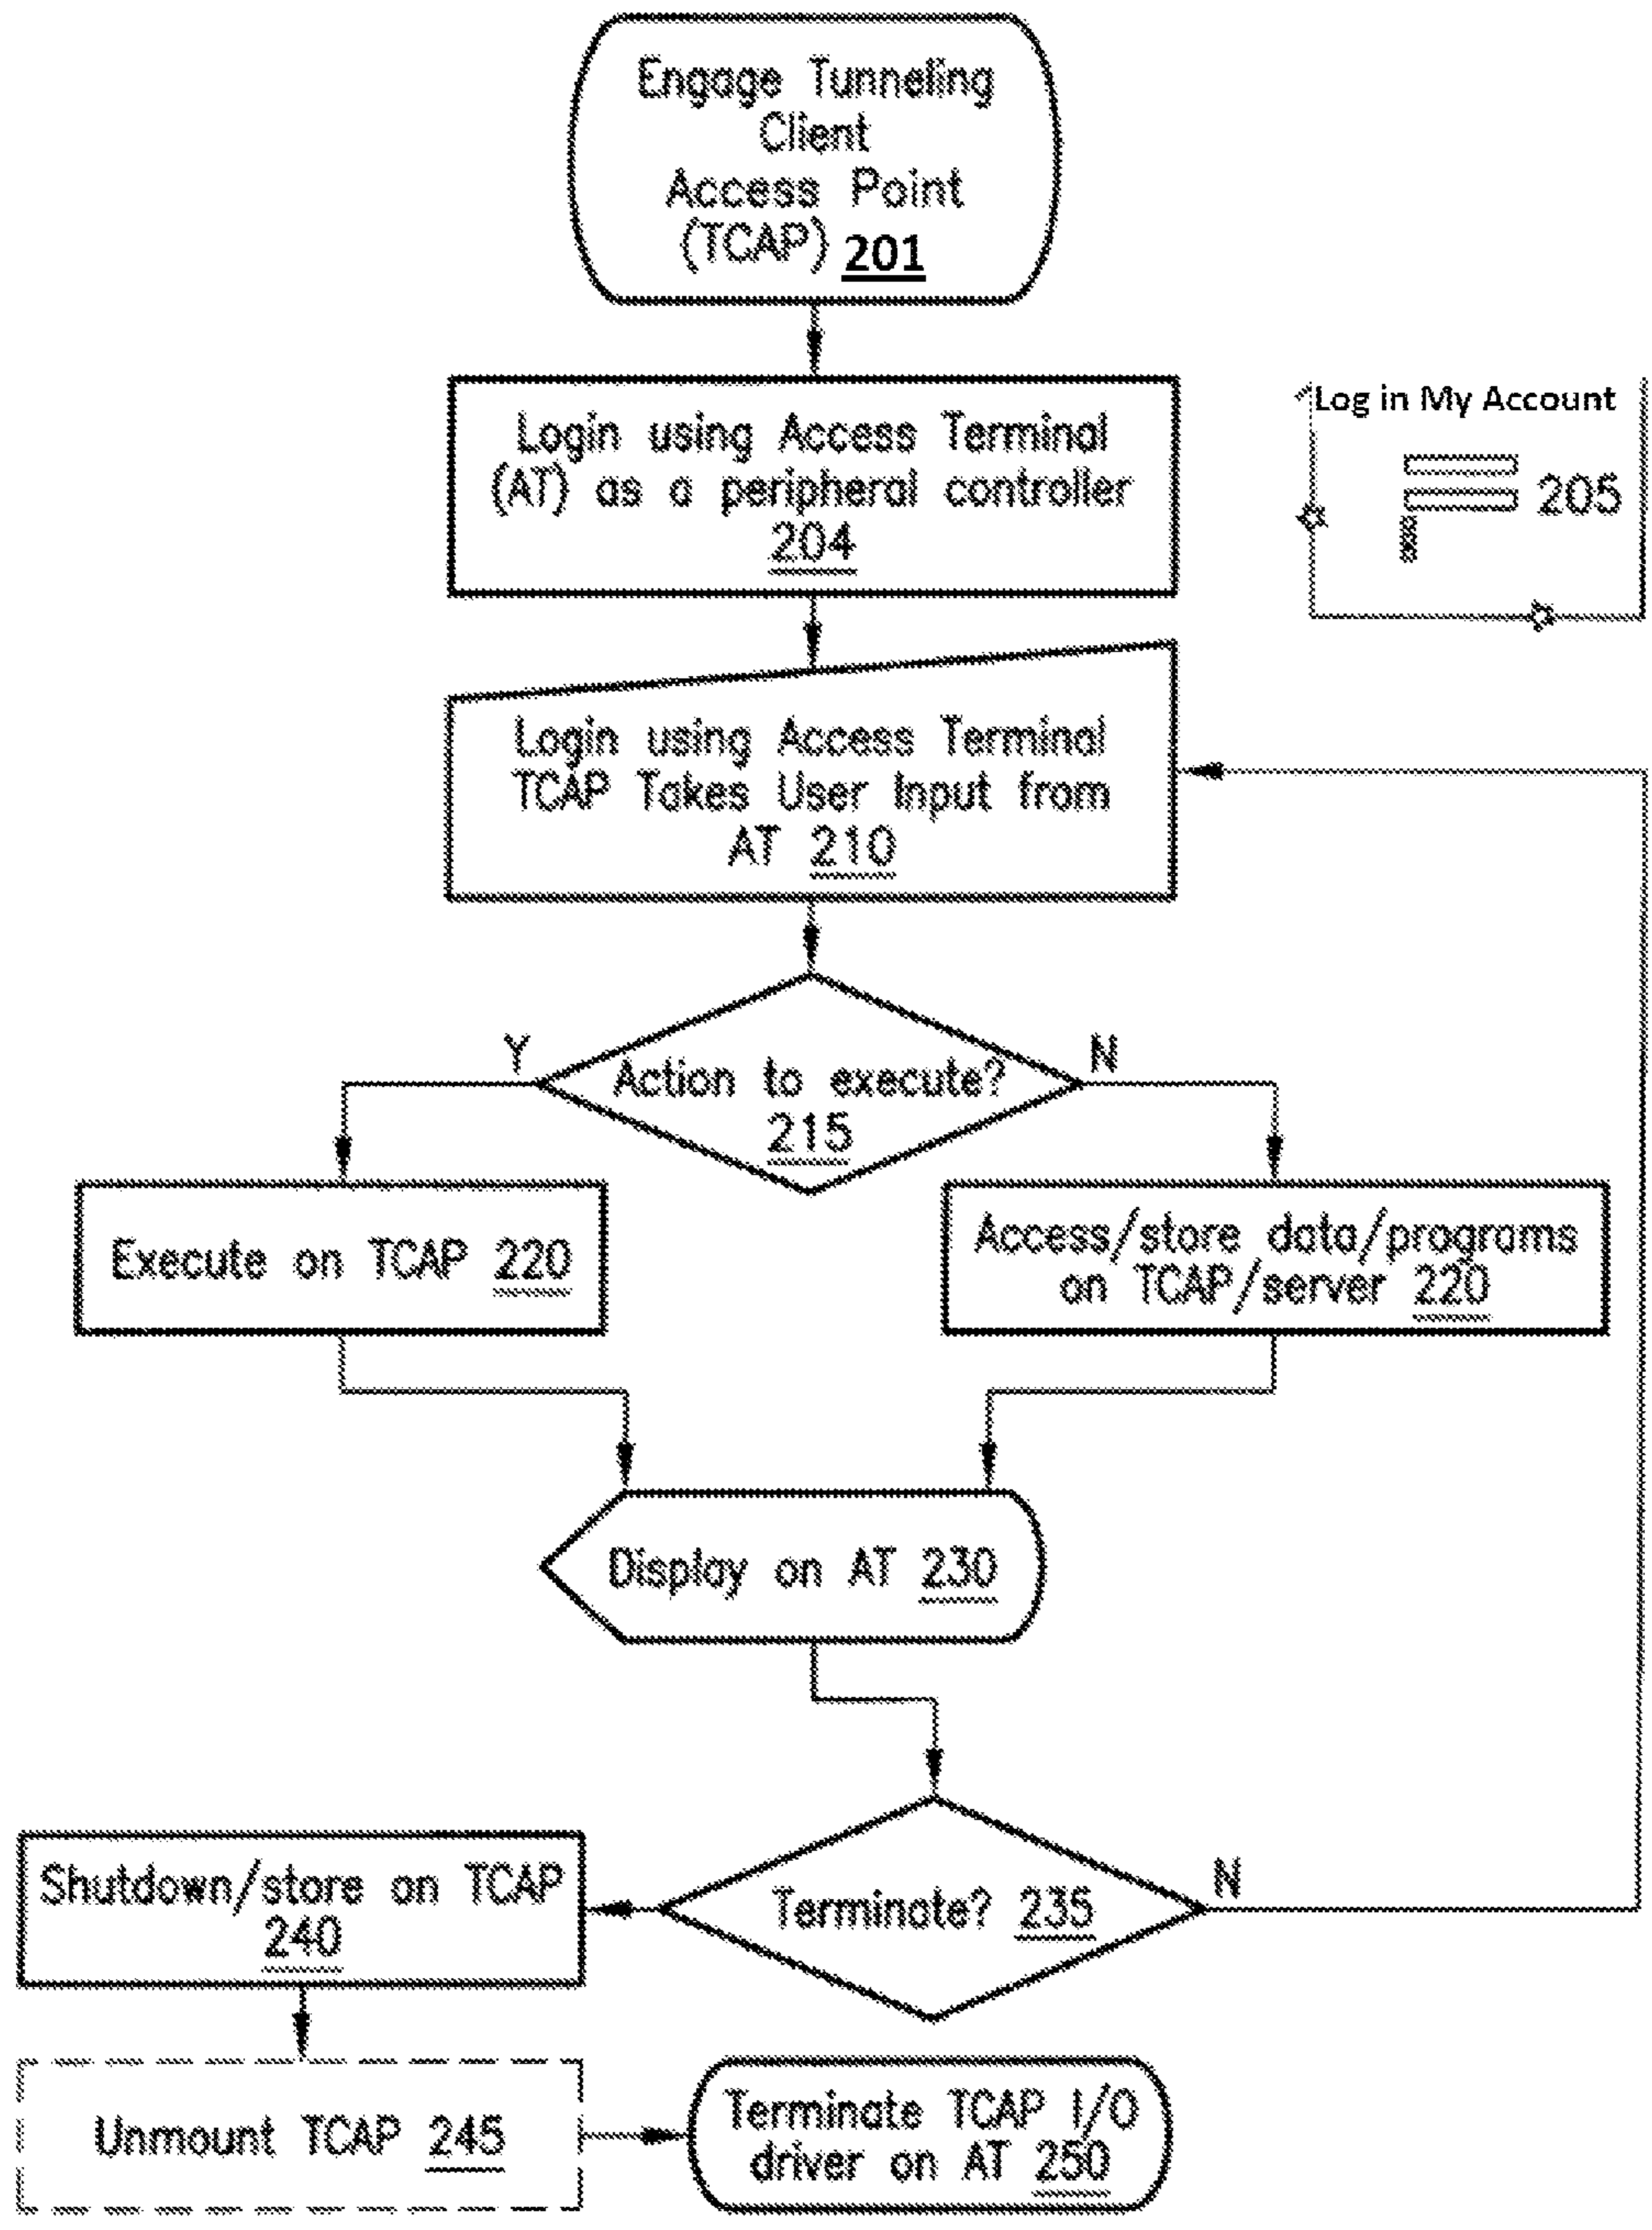 Engage Tunneling
Client
Access Point
(TCAP) 201
Login using Access Terminal
(AT) as a peripheral controller
204
Log in My Account
205
Login using Access Terminal
TCAP Takes User Input from
AT 210
Y
N
Action to execute?
215
Execute on TCAP 220
Access/store data/programs
on TCAP/server 220
Display on AT 230
Shutdown/store on TCAP
240
Terminate? 235
N
Unmount TCAP 245
Terminate TCAP I/O
driver on AT 250